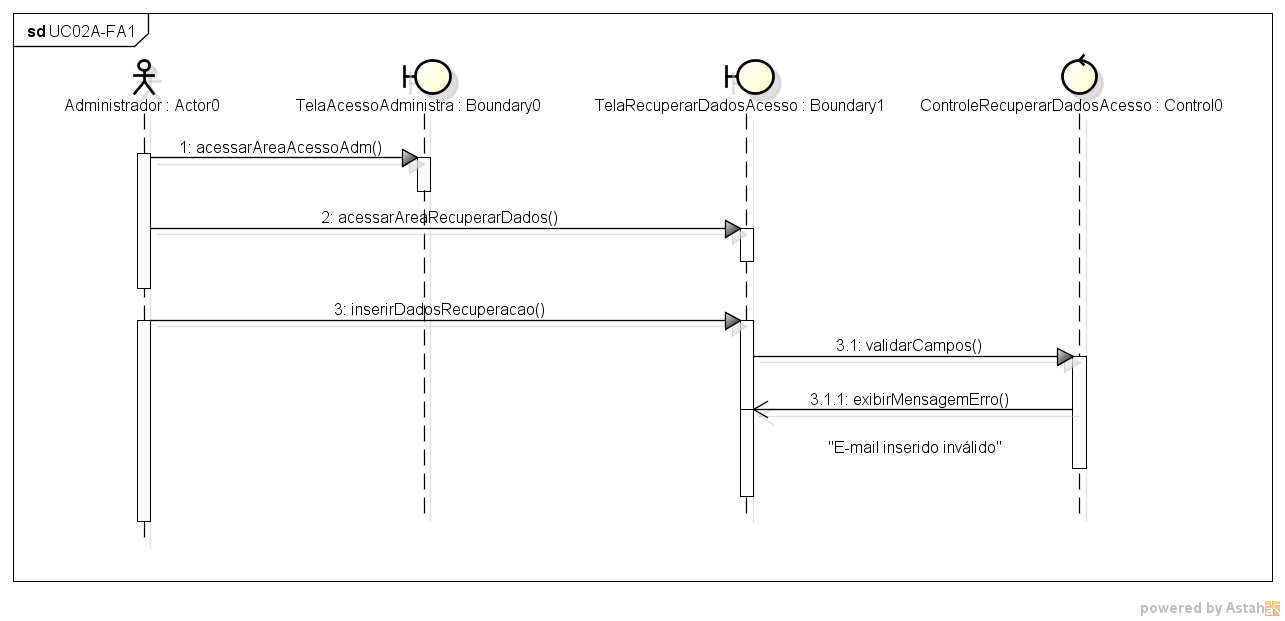 sd UC02A-FA1
Administrador : Actor0
TelaAcessoAdministra : Boundary0
TelaRecuperarDadosAcesso : Boundary1
ControleRecuperarDadosAcesso : Control0
1: acessarAreaAcessoAdm()
2: acessarAreaRecuperarDados()
3: inserirDadosRecuperacao()
3.1: validarCampos()
3.1.1: exibirMensagemErro()
"E-mail inserido inválido"
powered by Astah